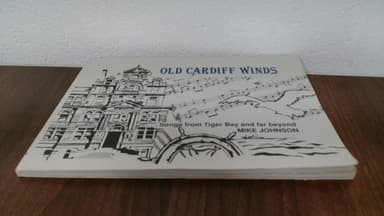 OLD CARDIFF WINDS
Songs from Tiger Bay and far beyond
MIKE JOHNSON